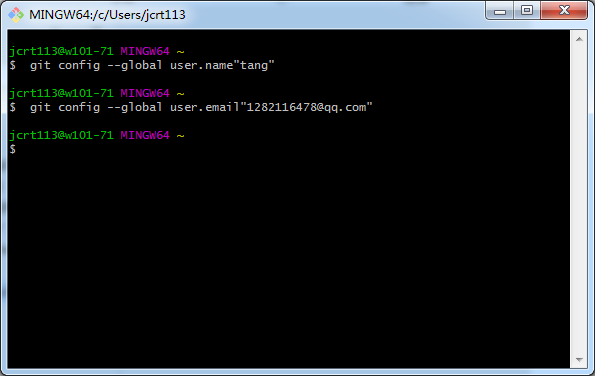 MINGW64:/c/Users/jcrt113
jcrt113@w101-71 MINGW64 ~
$  git config --global user.name"tang"
jcrt113@w101-71 MINGW64 ~
$  git config --global user.email"1282116478@qq.com"
jcrt113@w101-71 MINGW64 ~
$